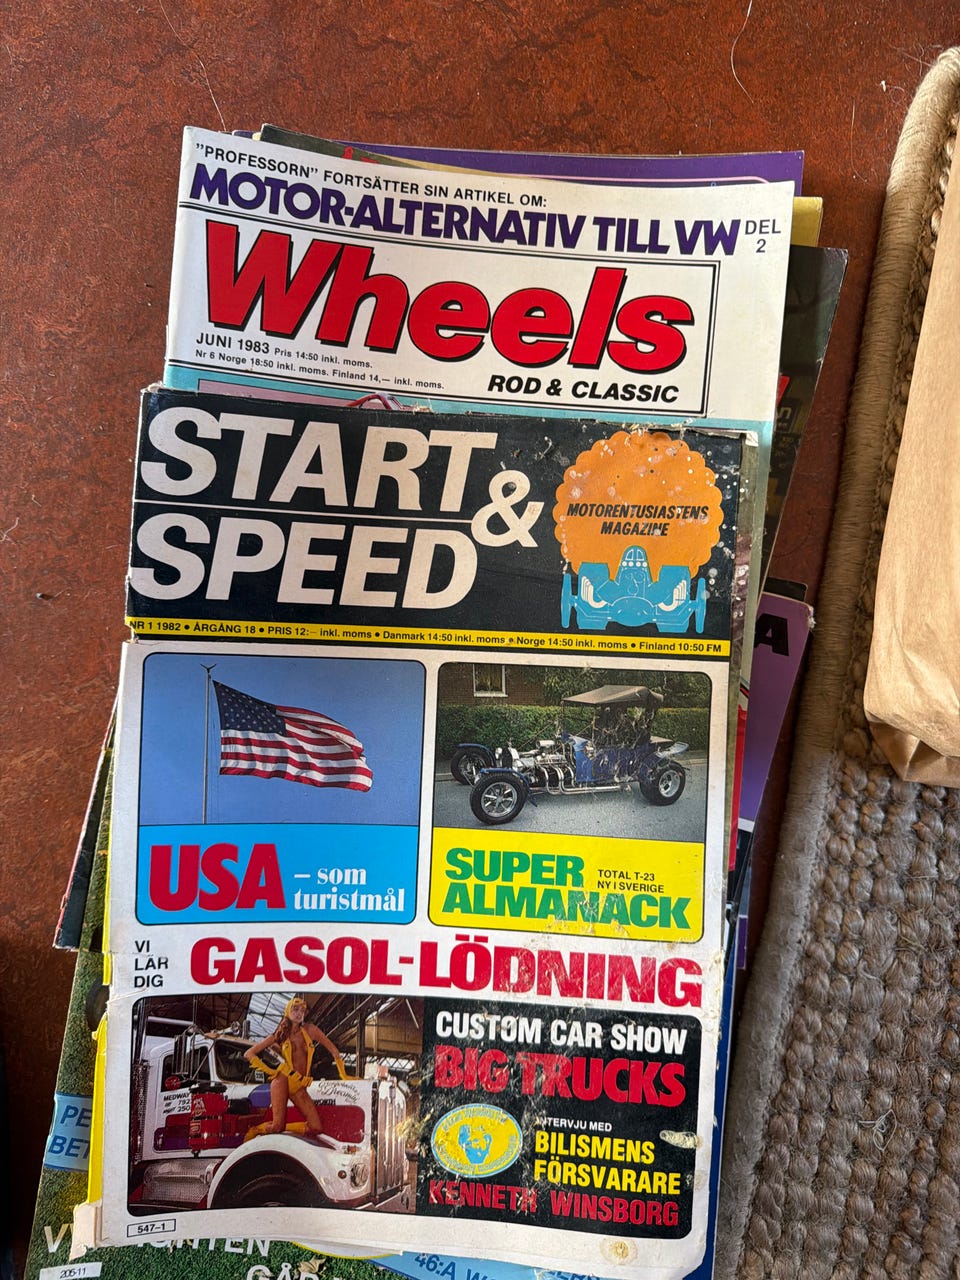 "PROFESSORN" FORTSÄTTER SIN ARTIKEL OM:
MOTOR-ALTERNATIV TILL VW DEL 2
Wheels
JUNI 1983 Pris 14:50 inkl. moms.
Nr 6 Norge 18:50 inkl. moms. Finland 14,— inkl. moms.
ROD & CLASSIC
START & SPEED
MOTORENTUSIASTENS
MAGAZINE
NR 1 1982 • ÅRGÅNG 18 • PRIS 12:— inkl. moms • Danmark 14:50 inkl. moms • Norge 14:50 inkl. moms • Finland 10:50 FM
USA – som
turistmål
SUPER
ALMANACK
TOTAL T-23
NY I SVERIGE
VI
LÄR
DIG
GASOL-LÖDNING
CUSTOM CAR SHOW
BIG TRUCKS
INTERVJU MED
BILISMENS
FÖRSVARARE
KENNETH WINSBORG
MEDWAY
547-1
205-11
46:A